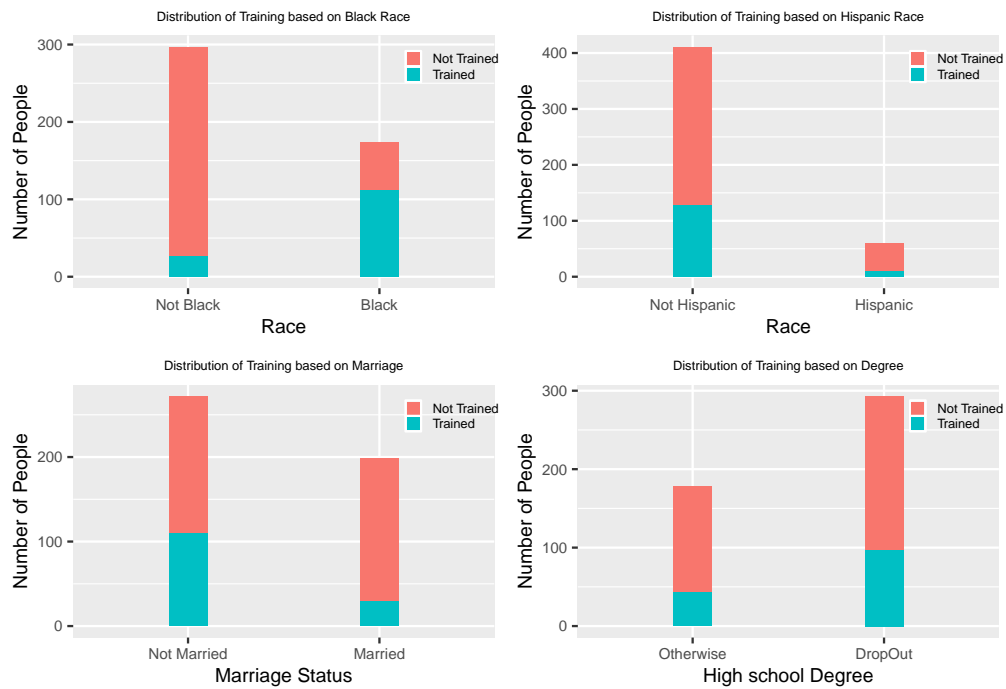 Distribution of Training based on Black Race
Number of People
300
200
100
0
Not Trained
Trained
Not Black
Black
Race
Distribution of Training based on Hispanic Race
Number of People
400
300
200
100
0
Not Trained
Trained
Not Hispanic
Hispanic
Race
Distribution of Training based on Marriage
Number of People
200
100
0
Not Trained
Trained
Not Married
Married
Marriage Status
Distribution of Training based on Degree
Number of People
300
200
100
0
Not Trained
Trained
Otherwise
DropOut
High school Degree